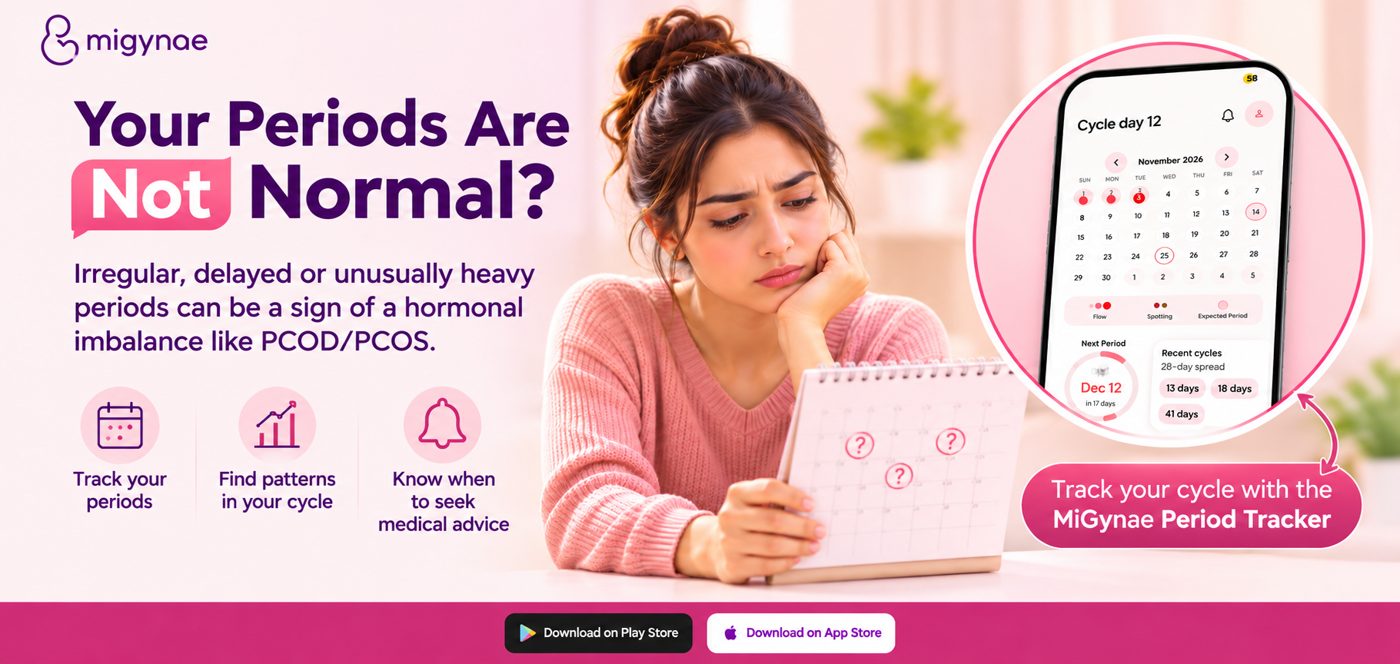 migynae
Your Periods Are
Not Normal?
Irregular, delayed or unusually heavy
periods can be a sign of a hormonal
imbalance like PCOD/PCOS.
Track your
periods
Find patterns
in your cycle
Know when
to seek
medical advice
?
?
?
58
Cycle day 12
November 2026
SUN MON TUE WED THU FRI SAT
1 2 3 4 5 6 7
8 9 10 11 12 13 14
15 16 17 18 19 20 21
22 23 24 25 26 27 28
29 30 1 2 3 4 5
Flow
Spotting
Expected Period
Next Period
Dec 12
in 17 days
Recent cycles
28-day spread
13 days
18 days
41 days
Track your cycle with the
MiGynae Period Tracker
Download on Play Store
Download on App Store